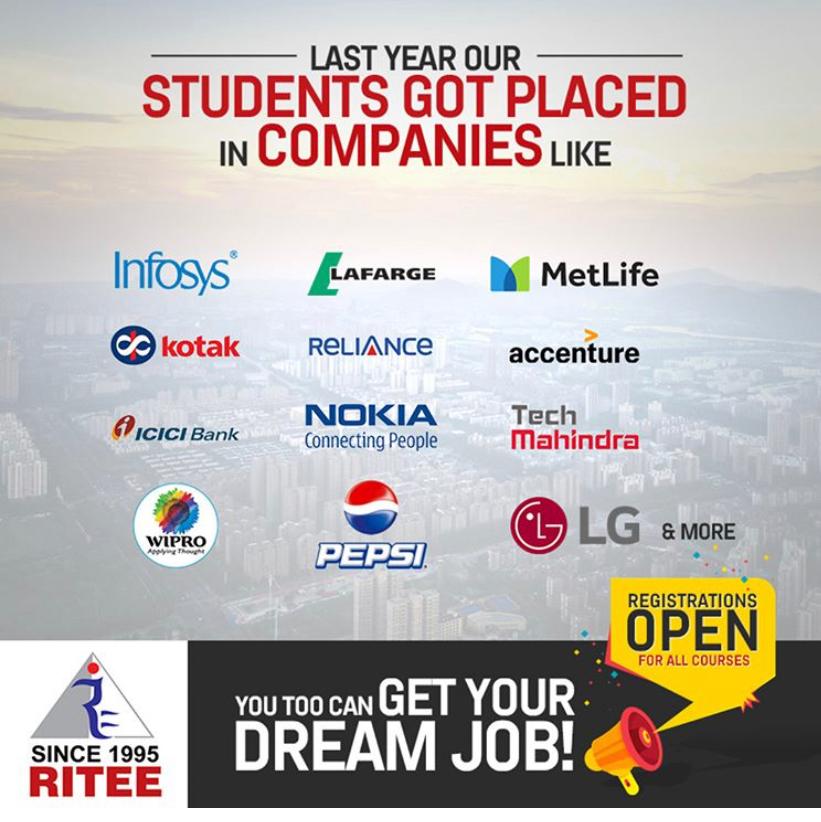 LAST YEAR OUR
STUDENTS GOT PLACED
IN COMPANIES LIKE
Infosys®
LAFARGE
MetLife
kotak
RELIANCE
accenture
ICICI Bank
NOKIA
Connecting People
Tech
Mahindra
WIPRO
Applying Thought
PEPSI
LG
& MORE
REGISTRATIONS
OPEN
FOR ALL COURSES
YOU TOO CAN GET YOUR
DREAM JOB!
SINCE 1995
RITEE